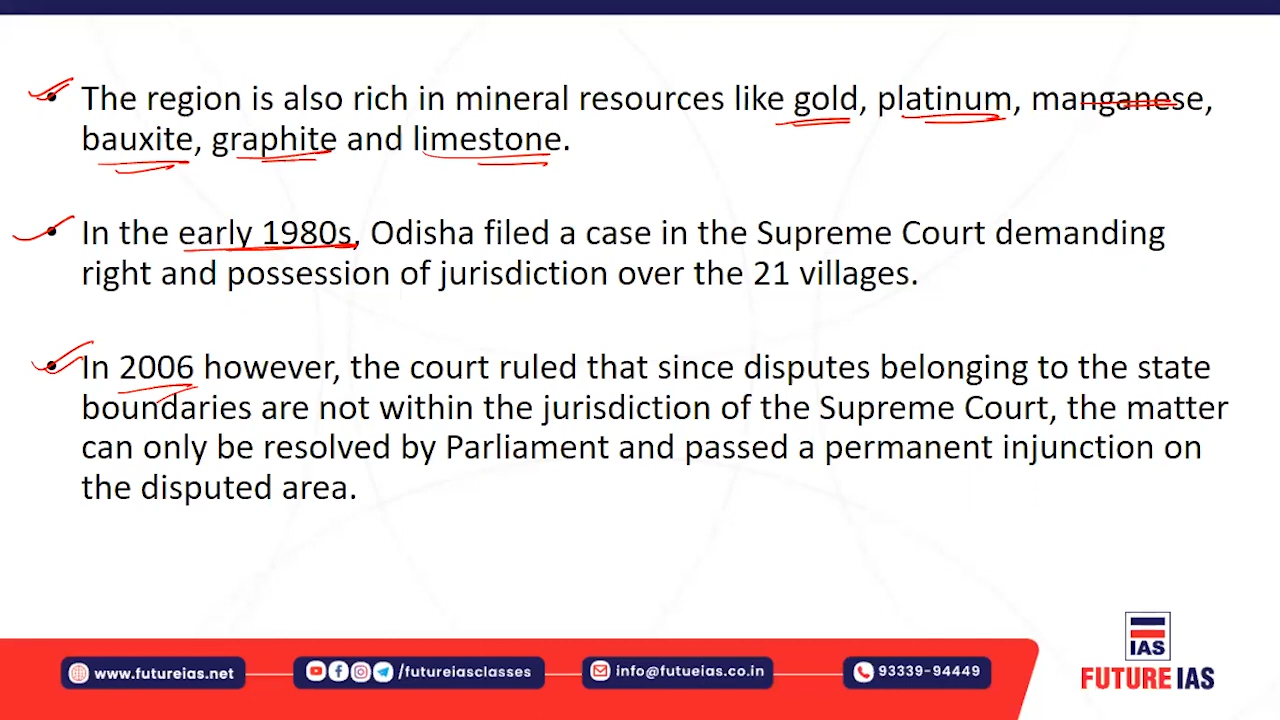 The region is also rich in mineral resources like gold, platinum, manganese,
bauxite, graphite and limestone.
In the early 1980s, Odisha filed a case in the Supreme Court demanding
right and possession of jurisdiction over the 21 villages.
In 2006 however, the court ruled that since disputes belonging to the state
boundaries are not within the jurisdiction of the Supreme Court, the matter
can only be resolved by Parliament and passed a permanent injunction on
the disputed area.
IAS
FUTURE IAS
www.futureias.net
/futureiasclasses
info@futueias.co.in
93339-94449